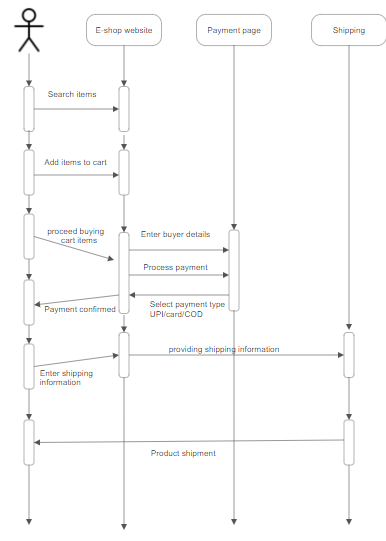 E-shop website
Payment page
Shipping
Search items
Add items to cart
proceed buying
cart items
Enter buyer details
Process payment
Select payment type
UPI/card/COD
Payment confirmed
providing shipping information
Enter shipping
information
Product shipment